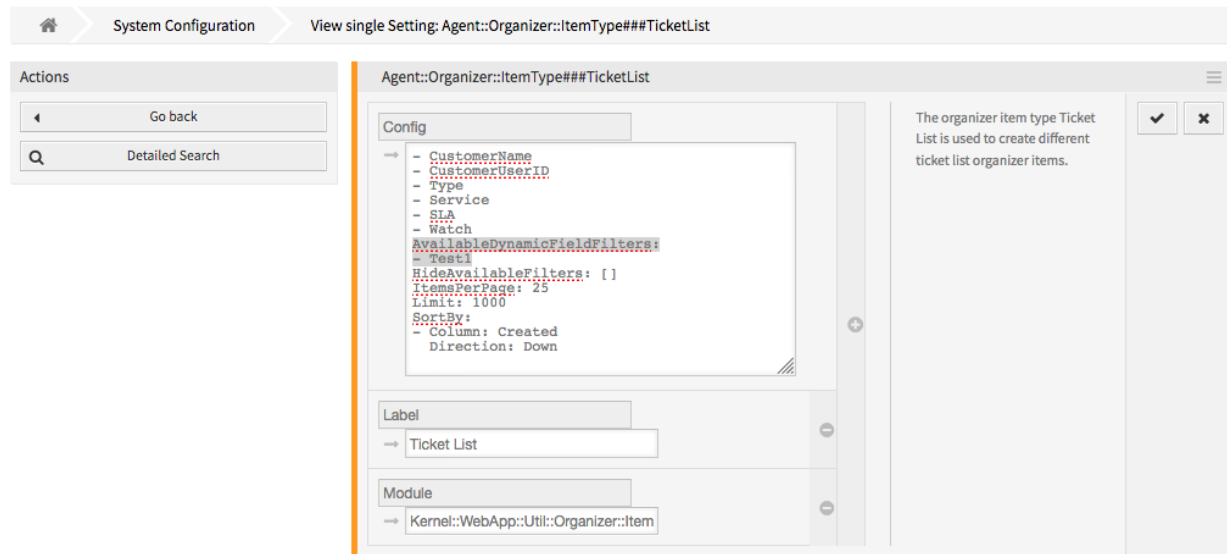 System Configuration
View single Setting: Agent::Organizer::ItemType###TicketList
Actions
Go back
Detailed Search
Agent::Organizer::ItemType###TicketList
Config
- CustomerName
- CustomerUserID
- Type
- Service
- SLA
- Watch
AvailableDynamicFieldFilters:
- Test1
HideAvailableFilters: []
ItemsPerPage: 25
Limit: 1000
SortBy:
- Column: Created
Direction: Down
Label
Ticket List
Module
Kernel::WebApp::Util::Organizer::Item
The organizer item type Ticket
List is used to create different
ticket list organizer items.